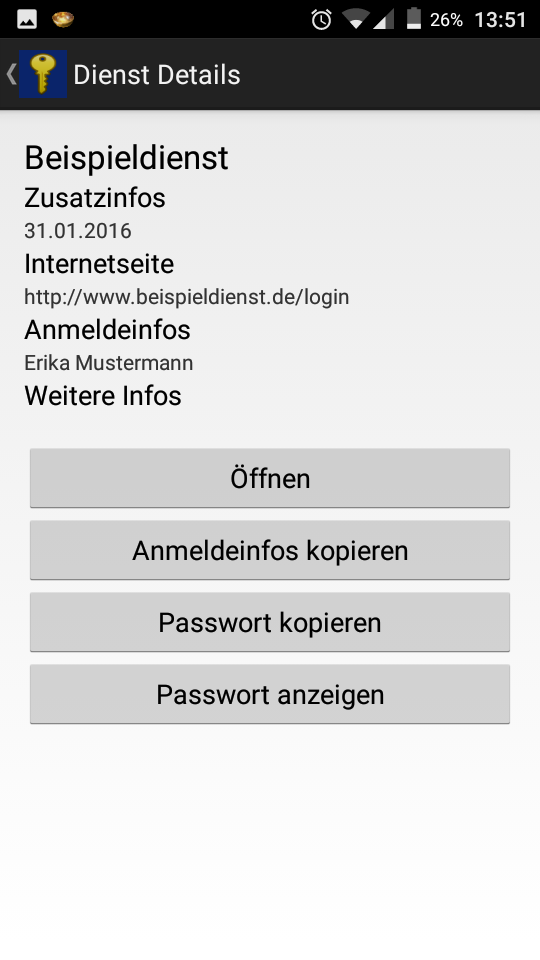 26% 13:51
Dienst Details
Beispieldienst
Zusatzinfos
31.01.2016
Internetseite
http://www.beispieldienst.de/login
Anmeldeinfos
Erika Mustermann
Weitere Infos
Öffnen
Anmeldeinfos kopieren
Passwort kopieren
Passwort anzeigen